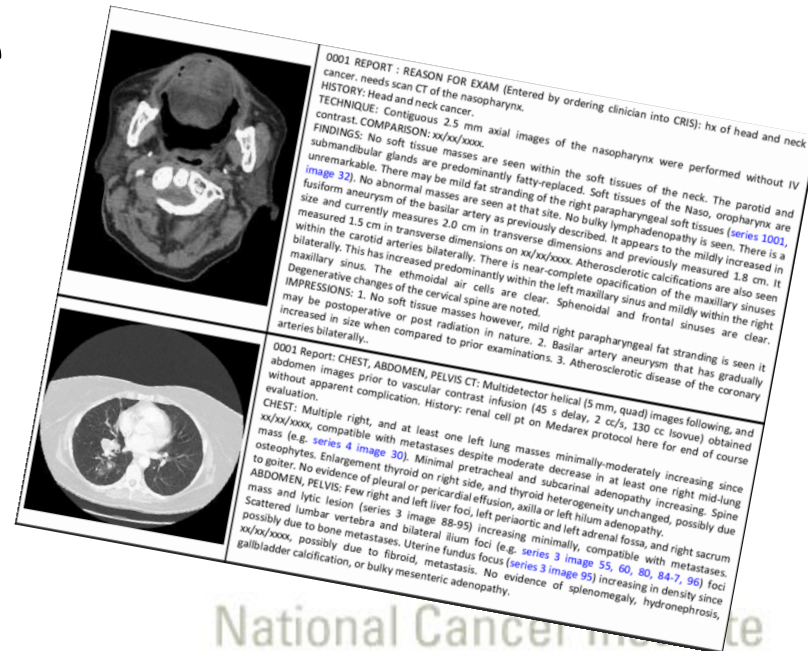 0001 REPORT : REASON FOR EXAM (Entered by ordering clinician into CRIS): hx of head and neck
cancer. needs scan CT of the nasopharynx.
HISTORY: Head and neck cancer.
TECHNIQUE: Contiguous 2.5 mm axial images of the nasopharynx were performed without IV
contrast. COMPARISON: xx/xx/xxxx.
FINDINGS: No soft tissue masses are seen within the soft tissues of the neck. The parotid and
submandibular glands are predominantly fatty-replaced. Soft tissues of the Naso, oropharynx are
unremarkable. There may be mild fat stranding of the right parapharyngeal soft tissues (series 1001,
image 32). No abnormal masses are seen at that site. No bulky lymphadenopathy is seen. There is a
fusiform aneurysm of the basilar artery as previously described. It appears to the mildly increased in
size and currently measures 2.0 cm in transverse dimensions and previously measured 1.8 cm. It
measured 1.5 cm in transverse dimensions on xx/xx/xxxx. Atherosclerotic calcifications are also seen
within the carotid arteries bilaterally. There is near-complete opacification of the maxillary sinuses
bilaterally. This has increased predominantly within the left maxillary sinus and mildly within the right
maxillary sinus. The ethmoidal air cells are clear. Sphenoidal and frontal sinuses are clear.
Degenerative changes of the cervical spine are noted.
IMPRESSIONS: 1. No soft tissue masses however, mild right parapharyngeal fat stranding is seen it
may be postoperative or post radiation in nature. 2. Basilar artery aneurysm that has gradually
increased in size when compared to prior examinations. 3. Atherosclerotic disease of the coronary
arteries bilaterally..
0001 Report: CHEST, ABDOMEN, PELVIS CT: Multidetector helical (5 mm, quad) images following, and
abdomen images prior to vascular contrast infusion (45 s delay, 2 cc/s, 130 cc Isovue) obtained
without apparent complication. History: renal cell pt on Medarex protocol here for end of course
evaluation.
CHEST: Multiple right, and at least one left lung masses minimally-moderately increasing since
xx/xx/xxxx, compatible with metastases despite moderate decrease in at least one right mid-lung
mass (e.g. series 4 image 30). Minimal pretracheal and subcarinal adenopathy increasing. Spine
osteophytes. Enlargement thyroid on right side, and thyroid heterogeneity unchanged, possibly due
to goiter. No evidence of pleural or pericardial effusion, axilla or left hilum adenopathy.
ABDOMEN, PELVIS: Few right and left liver foci, left periaortic and left adrenal fossa, and right sacrum
mass and lytic lesion (series 3 image 88-95) increasing minimally, compatible with metastases.
Scattered lumbar vertebra and bilateral ilium foci (e.g. series 3 image 55, 60, 80, 84-7, 96) foci
possibly due to bone metastases. Uterine fundus focus (series 3 image 95) increasing in density since
xx/xx/xxxx, possibly due to fibroid, metastasis. No evidence of splenomegaly, hydronephrosis,
gallbladder calcification, or bulky mesenteric adenopathy.
National Cancer